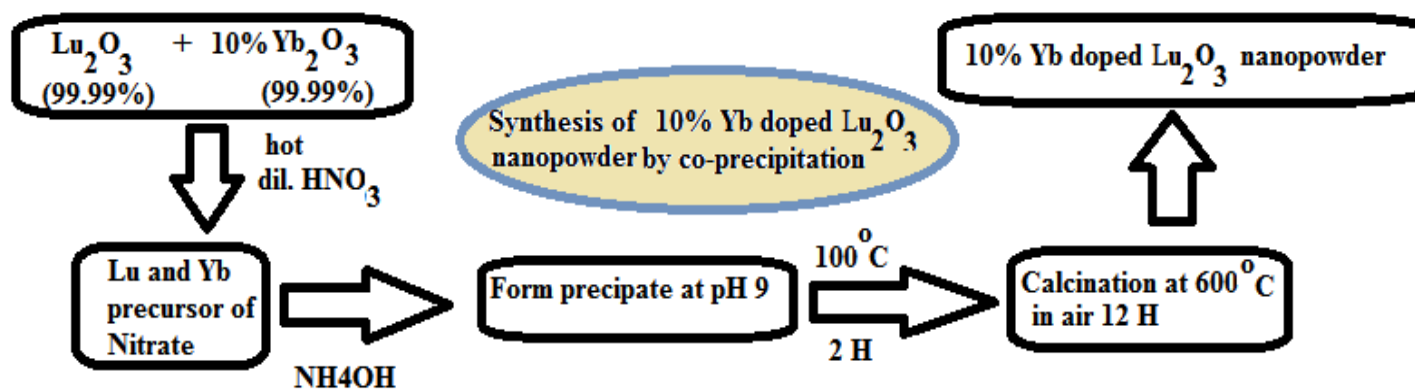 Lu2O3 + 10% Yb2O3
(99.99%) (99.99%)
hot
dil. HNO3
Lu and Yb
precursor of
Nitrate
NH4OH
Synthesis of 10% Yb doped Lu2O3
nanopowder by co-precipitation
Form precipate at pH 9
100°C
2 H
Calcination at 600°C
in air 12 H
10% Yb doped Lu2O3 nanopowder